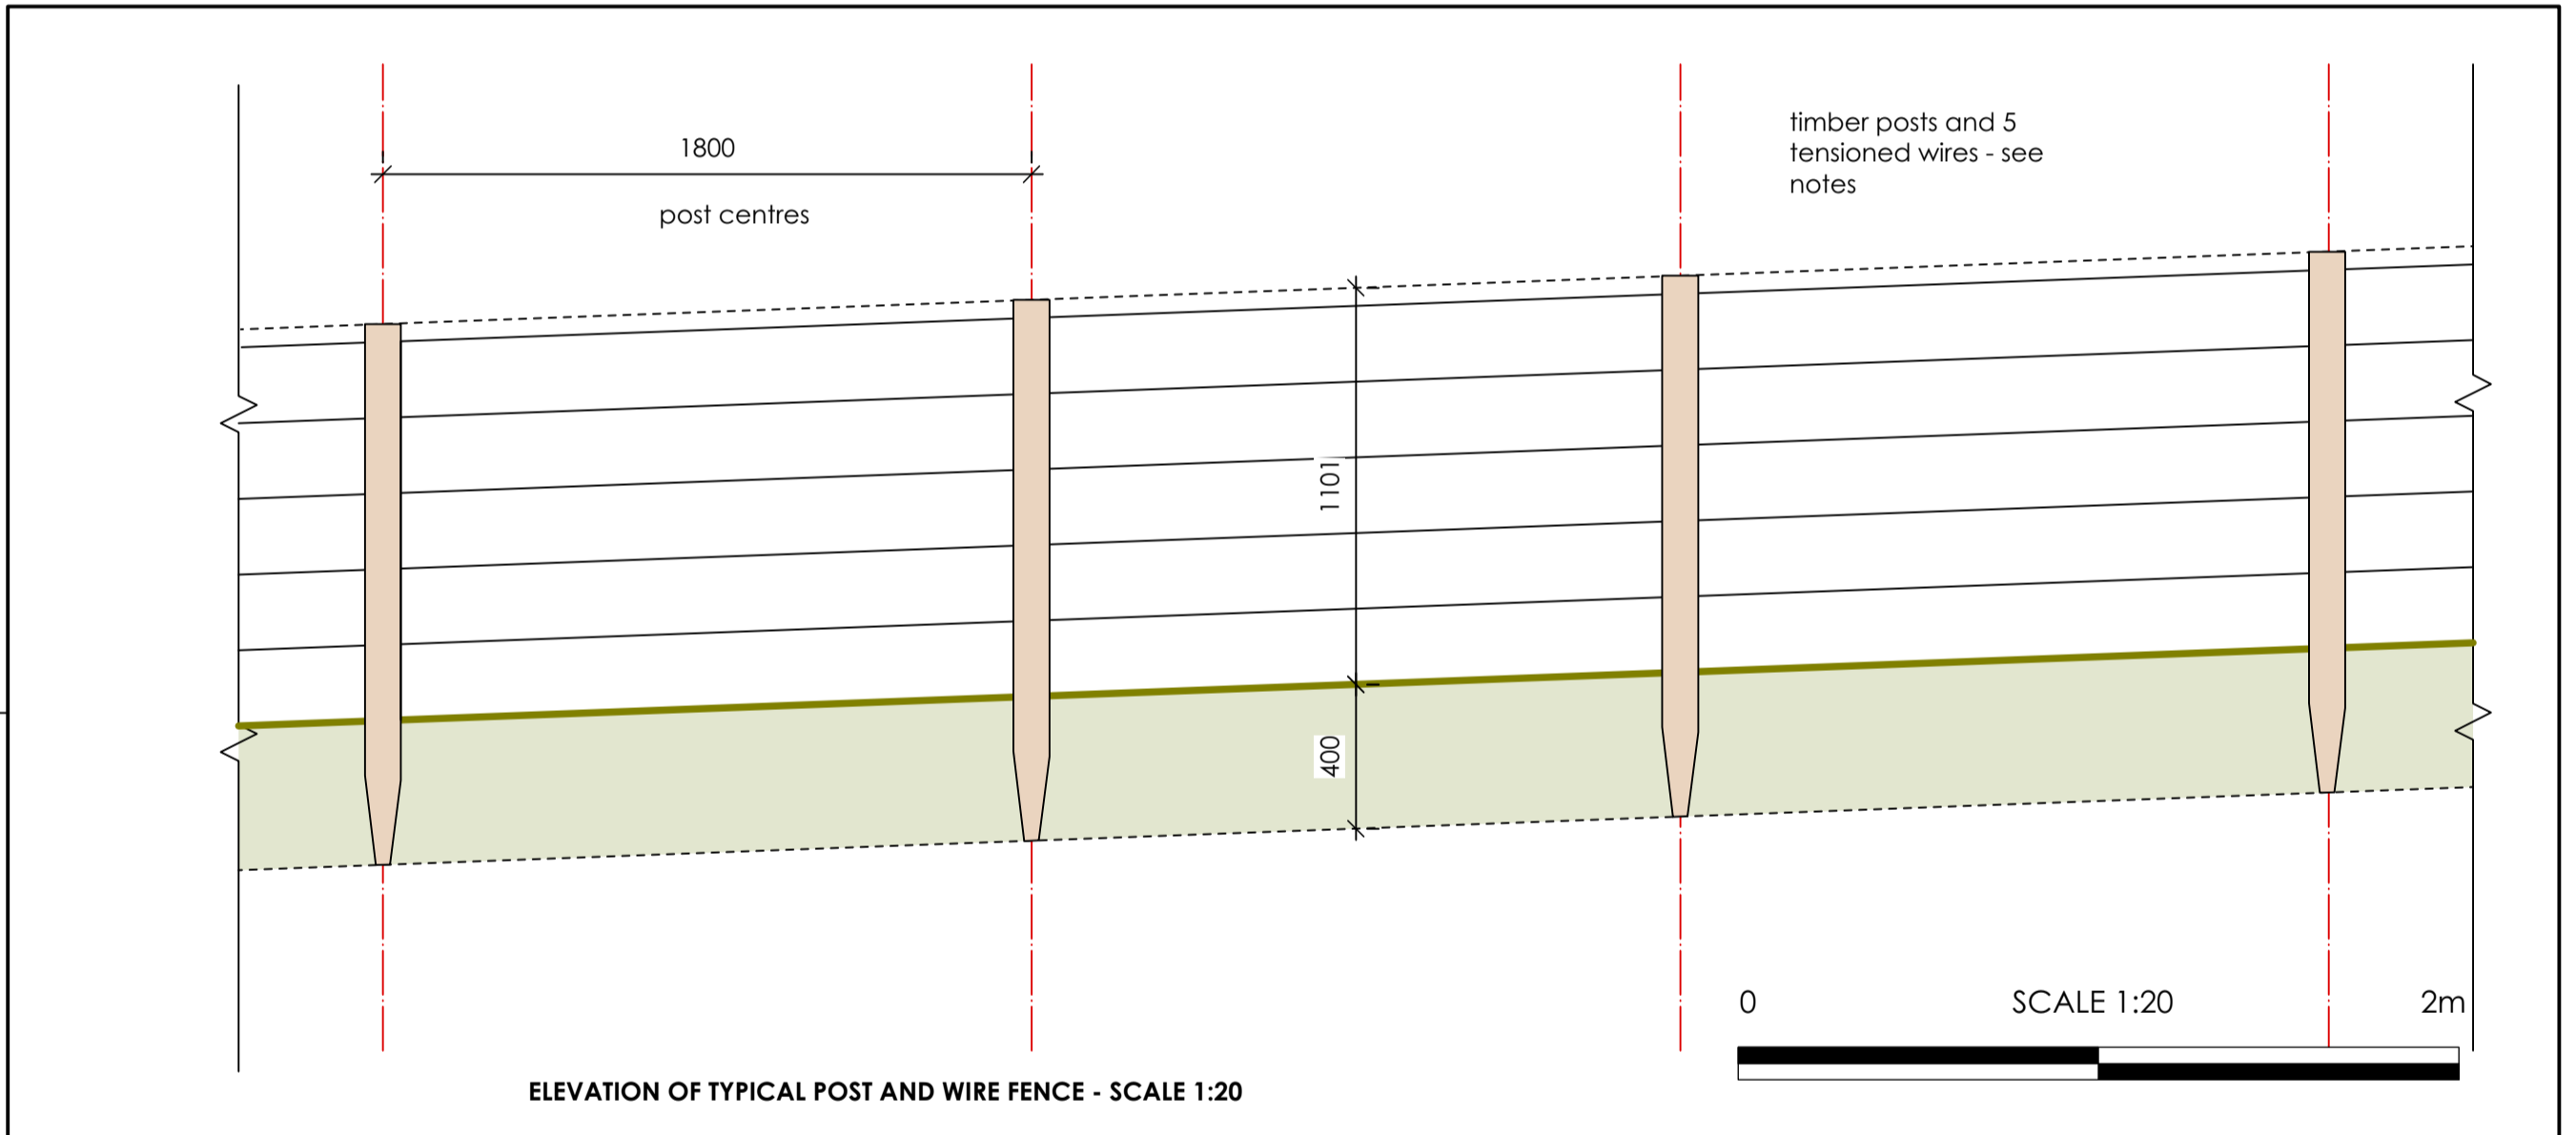 1800
post centres
timber posts and 5
tensioned wires - see
notes
1101
400
0 SCALE 1:20 2m
ELEVATION OF TYPICAL POST AND WIRE FENCE - SCALE 1:20